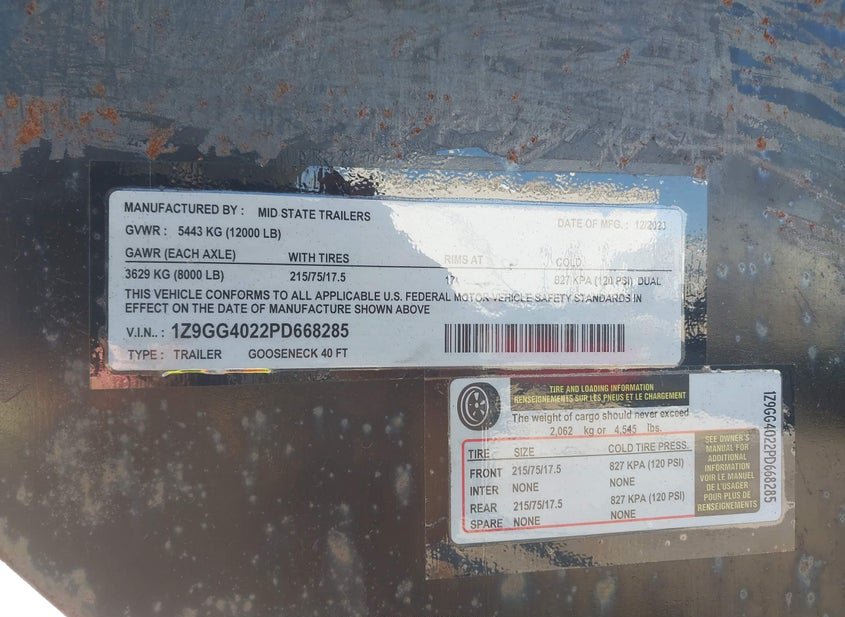 MANUFACTURED BY : MID STATE TRAILERS DATE OF MFG. : 12/2023
GVWR : 5443 KG (12000 LB)
GAWR (EACH AXLE) WITH TIRES RIMS AT COLD
3629 KG (8000 LB) 215/75/17.5 827 KPA (120 PSI) DUAL
THIS VEHICLE CONFORMS TO ALL APPLICABLE U.S. FEDERAL MOTOR VEHICLE SAFETY STANDARDS IN
EFFECT ON THE DATE OF MANUFACTURE SHOWN ABOVE
V.I.N.. : 1Z9GG4022PD668285
TYPE : TRAILER GOOSENECK 40 FT
TIRE AND LOADING INFORMATION
RENSEIGNEMENTS SUR LES PNEUS ET LE CHARGEMENT
The weight of cargo should never exceed
2,062 kg or 4,545 lbs.
TIRE SIZE COLD TIRE PRESS.
FRONT 215/75/17.5 827 KPA (120 PSI)
INTER NONE NONE
REAR 215/75/17.5 827 KPA (120 PSI)
SPARE NONE NONE
SEE OWNER'S
MANUAL FOR
ADDITIONAL
INFORMATION
VOIR LE MANUEL
DE L'USAGER
POUR PLUS DE
RENSEIGNEMENTS
1Z9GG4022PD668285